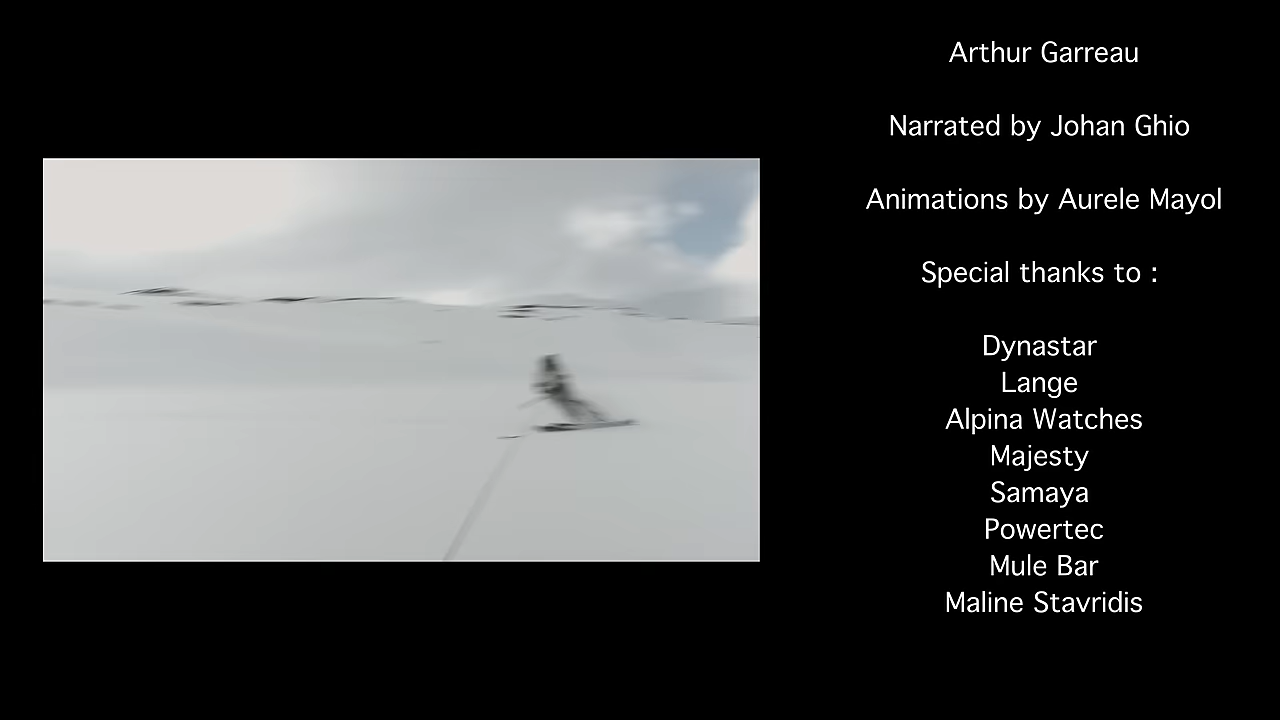 Arthur Garreau
Narrated by Johan Ghio
Animations by Aurele Mayol
Special thanks to :
Dynastar
Lange
Alpina Watches
Majesty
Samaya
Powertec
Mule Bar
Maline Stavridis